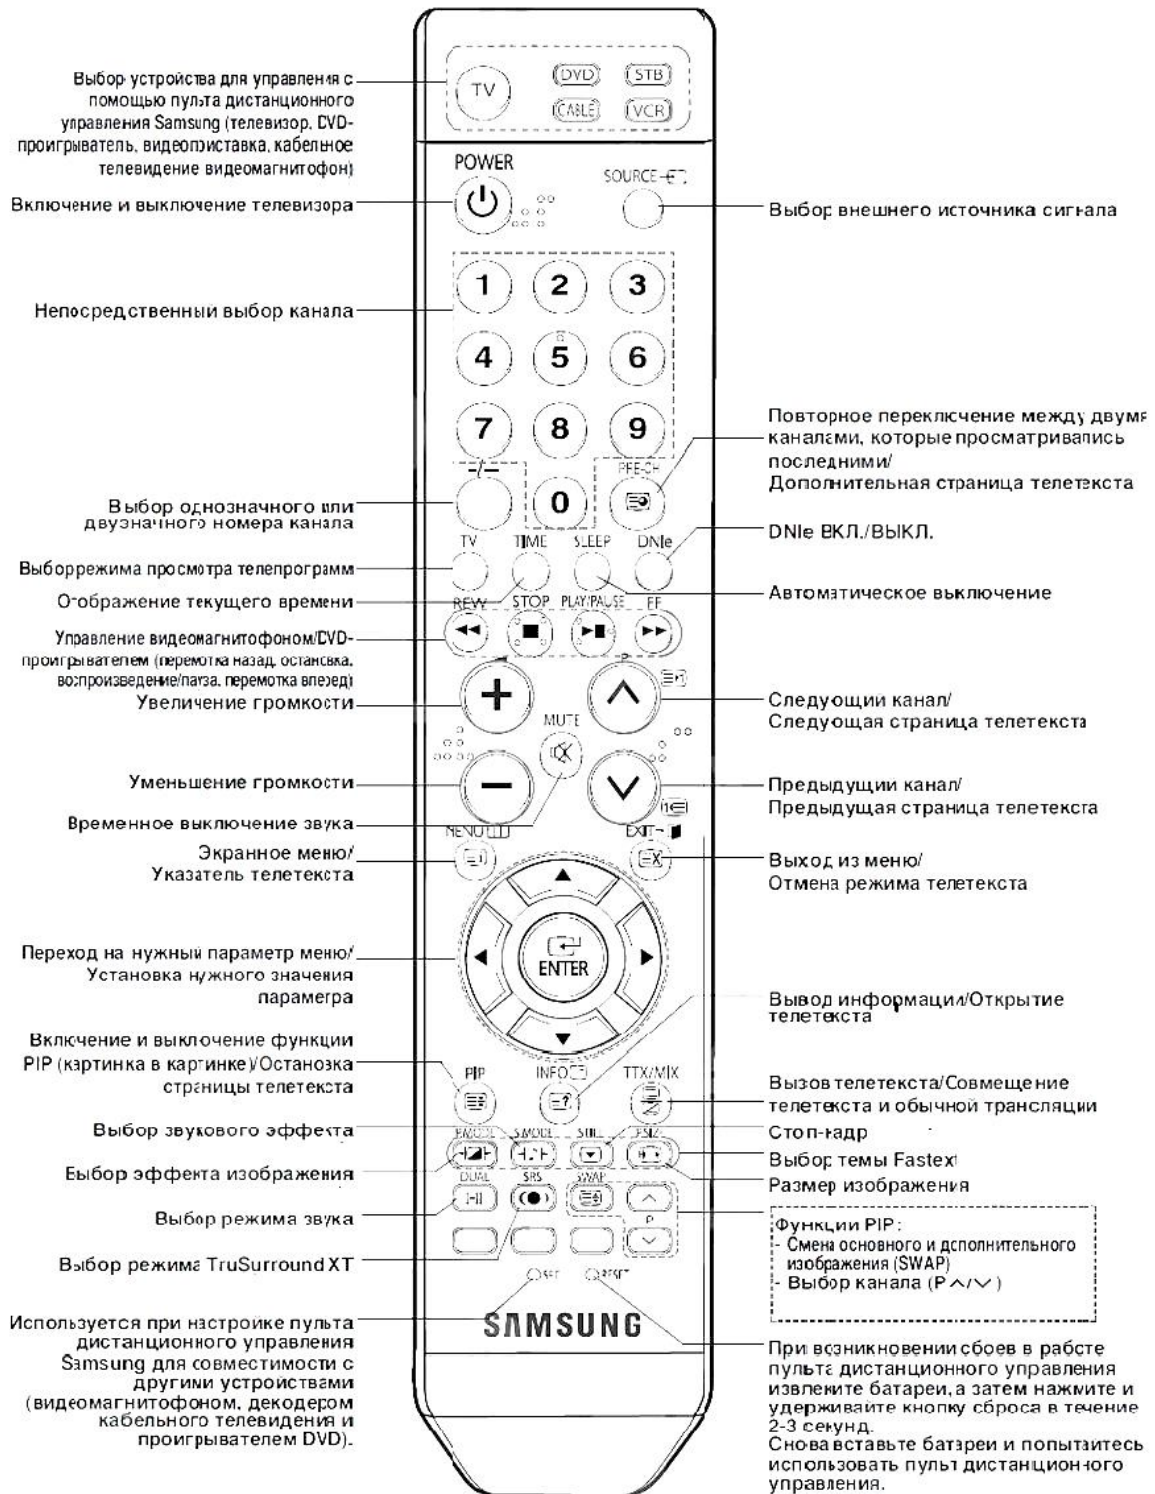 Выбор устройства для управления с
помощью пульта дистанционного
управления Samsung (телевизор, DVD-
проигрыватель, видеоприставка, кабельное
телевидение видеомагнитофон)
TV
DVD
STB
CABLE
VCR
POWER
SOURCE
Включение и выключение телевизора
Выбор внешнего источника сигнала
1
2
3
Непосредственный выбор канала
4
5
6
7
8
9
Повторное переключение между двумя
каналами, которые просматривались
последними/
Дополнительная страница телетекста
-/--
PRE-CH
0
Выбор однозначного или
двузначного номера канала
TV
TIME
SLEEP
DNIe
DNIe ВКЛ./ВЫКЛ.
Выбор режима просмотра телепрограмм
Отображение текущего времени
Автоматическое выключение
REW
STOP
PLAY/PAUSE
FF
Управление видеомагнитофоном/DVD-
проигрывателем (перемотка назад, остановка,
воспроизведение/пауза, перемотка вперед)
Увеличение громкости
P
Следующий канал/
Следующая страница телетекста
MUTE
Уменьшение громкости
Предыдущий канал/
Предыдущая страница телетекста
Временное выключение звука
MENU
EXIT
Экранное меню/
Указатель телетекста
Выход из меню/
Отмена режима телетекста
ENTER
Переход на нужный параметр меню/
Установка нужного значения
параметра
Вывод информации/Открытие
телетекста
Включение и выключение функции
PIP (картинка в картинке)/Остановка
страницы телетекста
PIP
INFO
TTX/MIX
Вызов телетекста/Совмещение
телетекста и обычной трансляции
Выбор звукового эффекта
Стоп-кадр
P.MODE
S.MODE
STILL
P.SIZE
Выбор эффекта изображения
Выбор темы Fastext
Размер изображения
DUAL
SRS
SWAP
I-II
P
Выбор режима звука
Функции PIP:
- Смена основного и дополнительного
изображения (SWAP)
- Выбор канала (P ∧/∨ )
Выбор режима TruSurround XT
SET
RESET
SAMSUNG
Используется при настройке пульта
дистанционного управления
Samsung для совместимости с
другими устройствами
(видеомагнитофоном, декодером
кабельного телевидения и
проигрывателем DVD).
При возникновении сбоев в работе
пульта дистанционного управления
извлеките батареи, а затем нажмите и
удерживайте кнопку сброса в течение
2-3 секунд.
Снова вставьте батареи и попытайтесь
использовать пульт дистанционного
управления.